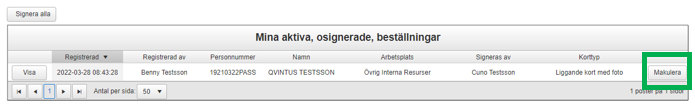 Signera alla
Mina aktiva, osignerade, beställningar
Registrerad ▼ Registrerad av Personnummer Namn Arbetsplats Signeras av Korttyp
Visa 2022-03-28 08:43:28 Benny Testsson 19210322PASS QVINTUS TESTSSON Övrig Interna Resurser Cuno Testsson Liggande kort med foto Makulera
1 Antal per sida: 50 1 poster på 1 sidor